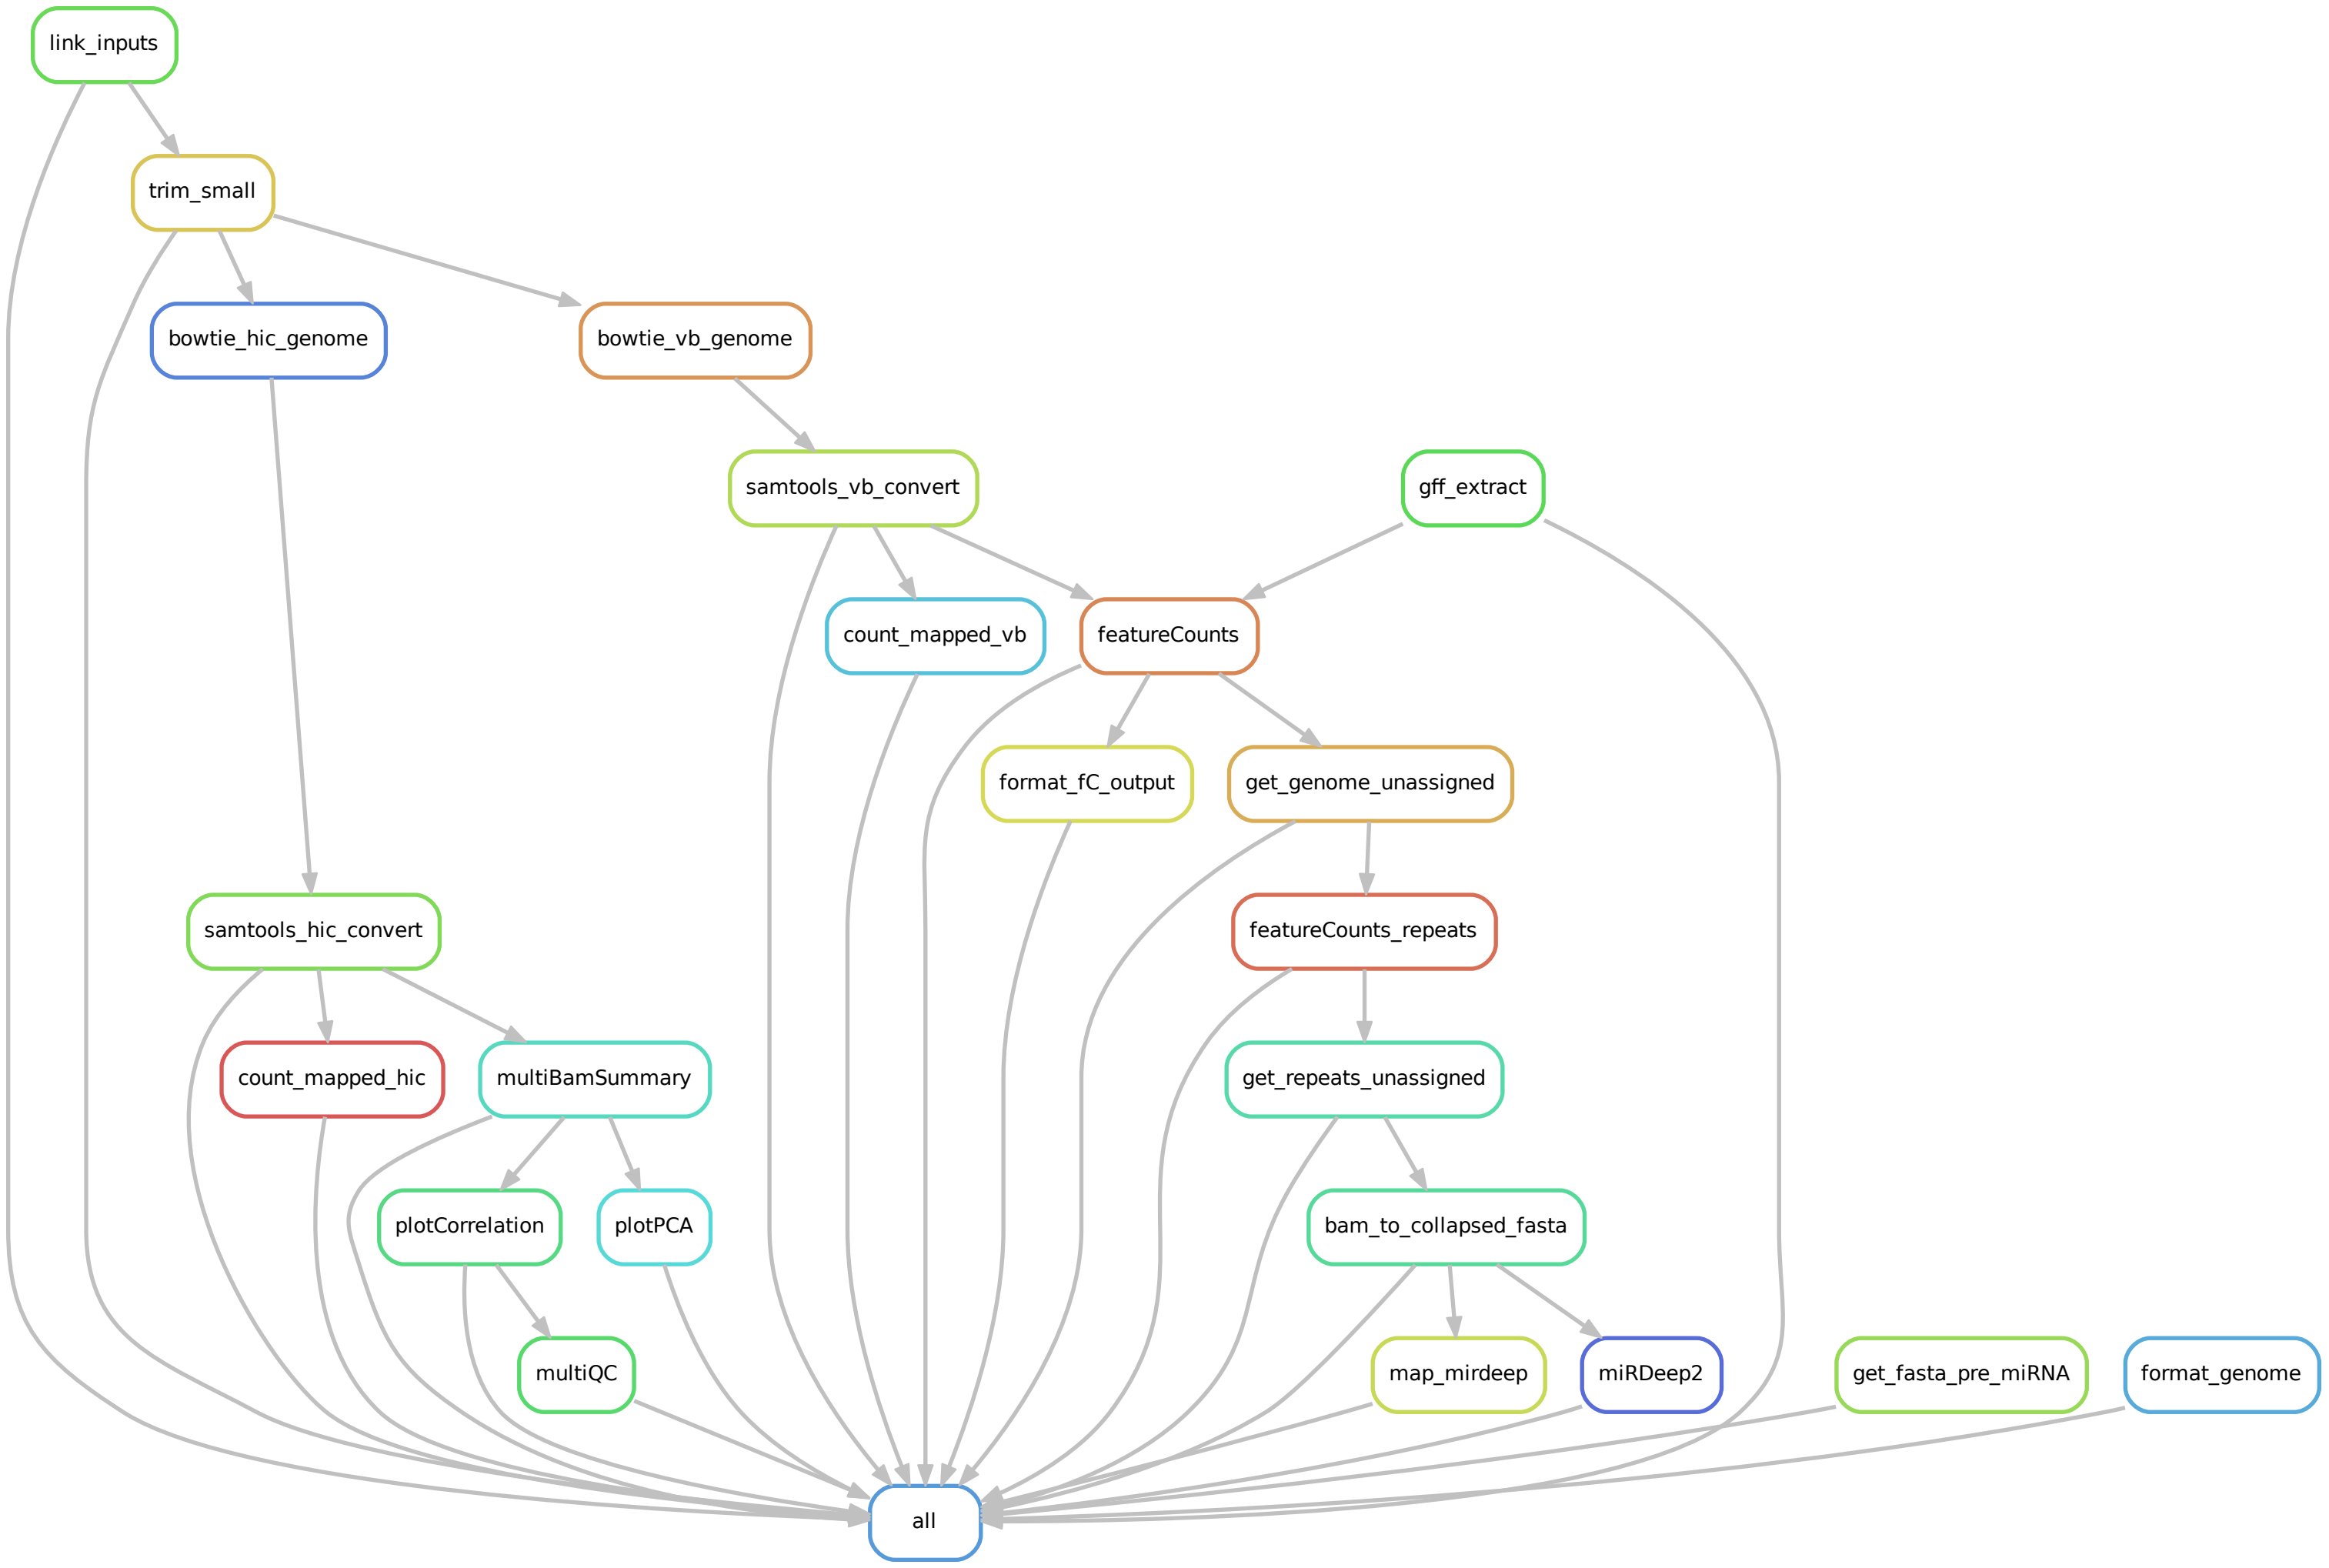 link_inputs
trim_small
bowtie_hic_genome
bowtie_vb_genome
samtools_vb_convert
gff_extract
count_mapped_vb
featureCounts
format_fC_output
get_genome_unassigned
samtools_hic_convert
featureCounts_repeats
count_mapped_hic
multiBamSummary
get_repeats_unassigned
plotCorrelation
plotPCA
bam_to_collapsed_fasta
multiQC
map_mirdeep
miRDeep2
get_fasta_pre_miRNA
format_genome
all